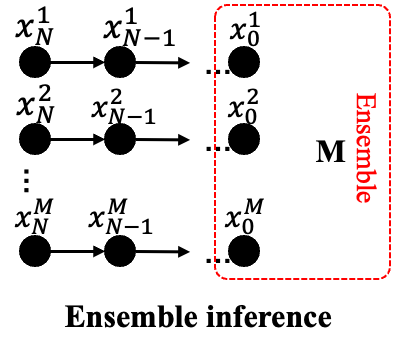 x_N^1 x_{N-1}^1 x_0^1
...
x_N^2 x_{N-1}^2 x_0^2
...
⋮
M
Ensemble
x_N^M x_{N-1}^M x_0^M
...
Ensemble inference